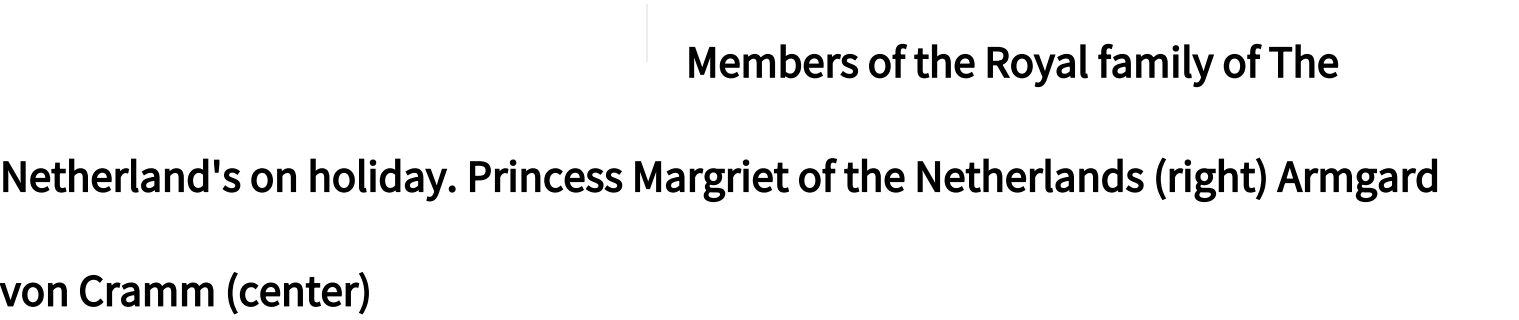 Members of the Royal family of The
Netherland's on holiday. Princess Margriet of the Netherlands (right) Armgard
von Cramm (center)